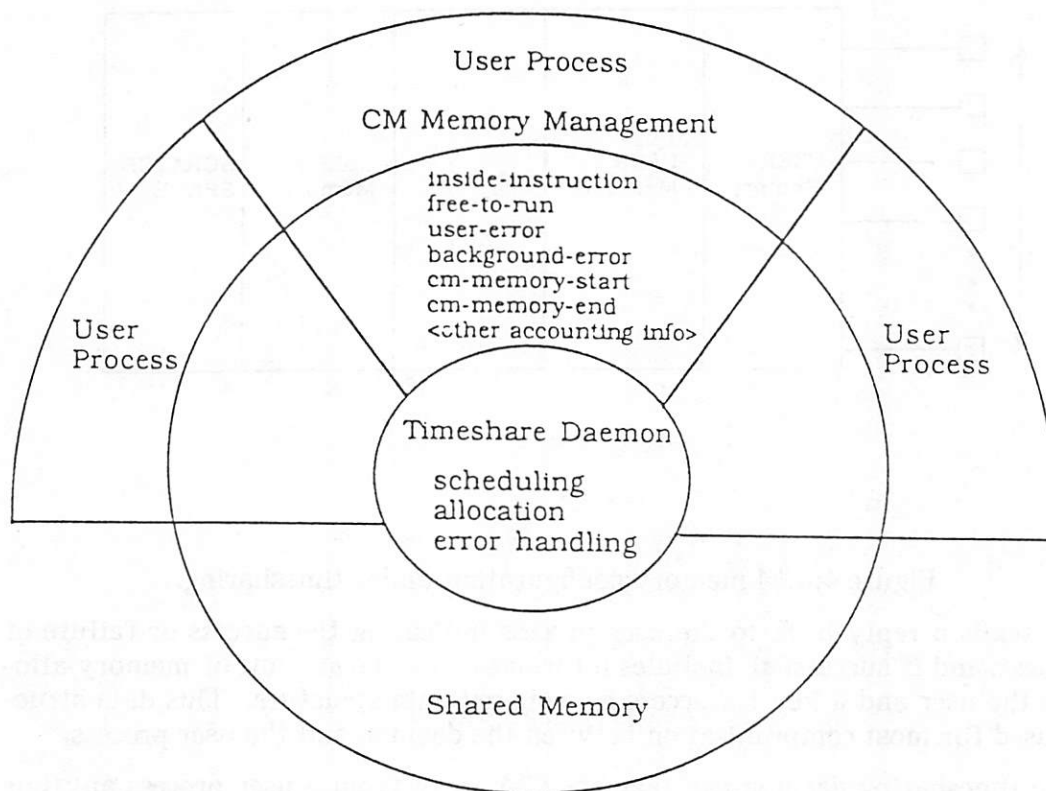 User Process
CM Memory Management
inside-instruction
free-to-run
user-error
background-error
cm-memory-start
cm-memory-end
<other accounting info>
User
Process
User
Process
Timeshare Daemon
scheduling
allocation
error handling
Shared Memory